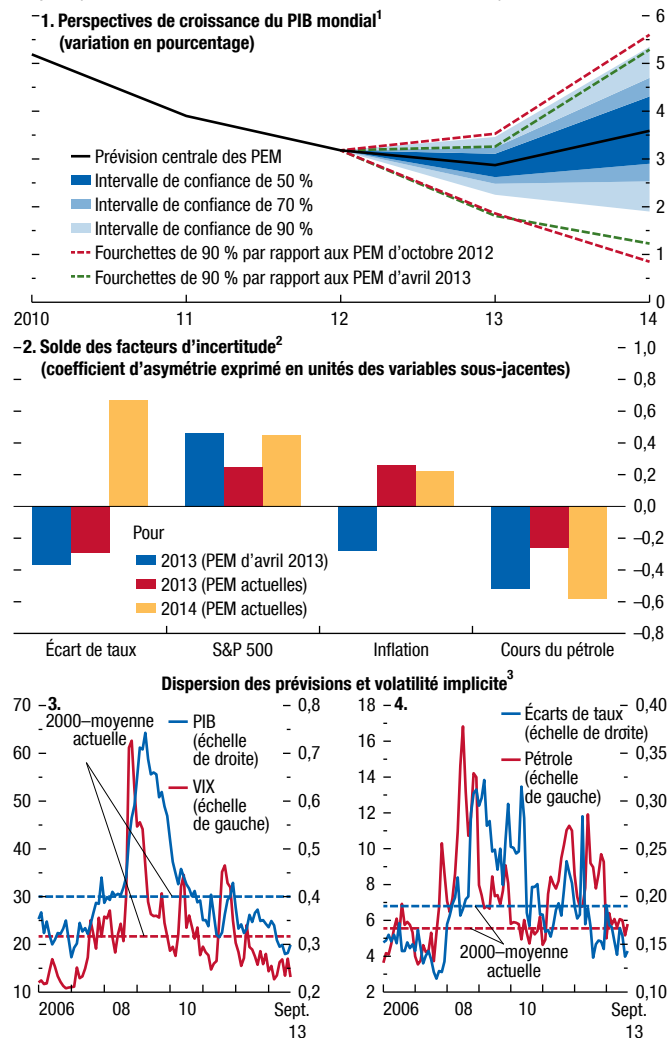 1. Perspectives de croissance du PIB mondial¹
(variation en pourcentage)
6
5
4
3
2
1
0
Prévision centrale des PEM
Intervalle de confiance de 50 %
Intervalle de confiance de 70 %
Intervalle de confiance de 90 %
Fourchettes de 90 % par rapport aux PEM d'octobre 2012
Fourchettes de 90 % par rapport aux PEM d'avril 2013
2010 11 12 13 14
2. Solde des facteurs d'incertitude²
(coefficient d'asymétrie exprimé en unités des variables sous-jacentes)
1,0
0,8
0,6
0,4
0,2
0,0
–0,2
–0,4
–0,6
–0,8
Pour
2013 (PEM d'avril 2013)
2013 (PEM actuelles)
2014 (PEM actuelles)
Écart de taux S&P 500 Inflation Cours du pétrole
Dispersion des prévisions et volatilité implicite³
3.
2000–moyenne
actuelle
PIB
(échelle
de droite)
VIX
(échelle
de gauche)
70
60
50
40
30
20
10
0,8
0,7
0,6
0,5
0,4
0,3
0,2
2006 08 10 Sept.
13
4.
Écarts de taux
(échelle de droite)
Pétrole
(échelle
de gauche)
2000–moyenne
actuelle
18
16
14
12
10
8
6
4
2
0,40
0,35
0,30
0,25
0,20
0,15
0,10
2006 08 10 Sept.
13